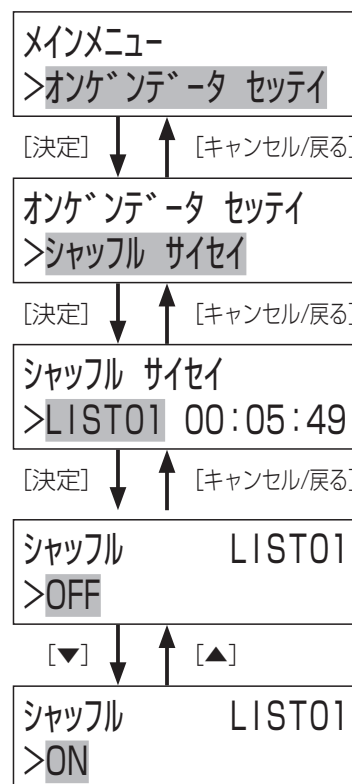 メインメニュー
>オンゲンデータ セッテイ
[決定] [キャンセル/戻る]
オンゲンデータ セッテイ
>シャッフル サイセイ
[決定] [キャンセル/戻る]
シャッフル サイセイ
>LIST01 00:05:49
[決定] [キャンセル/戻る]
シャッフル LIST01
>OFF
[▼] [▲]
シャッフル LIST01
>ON